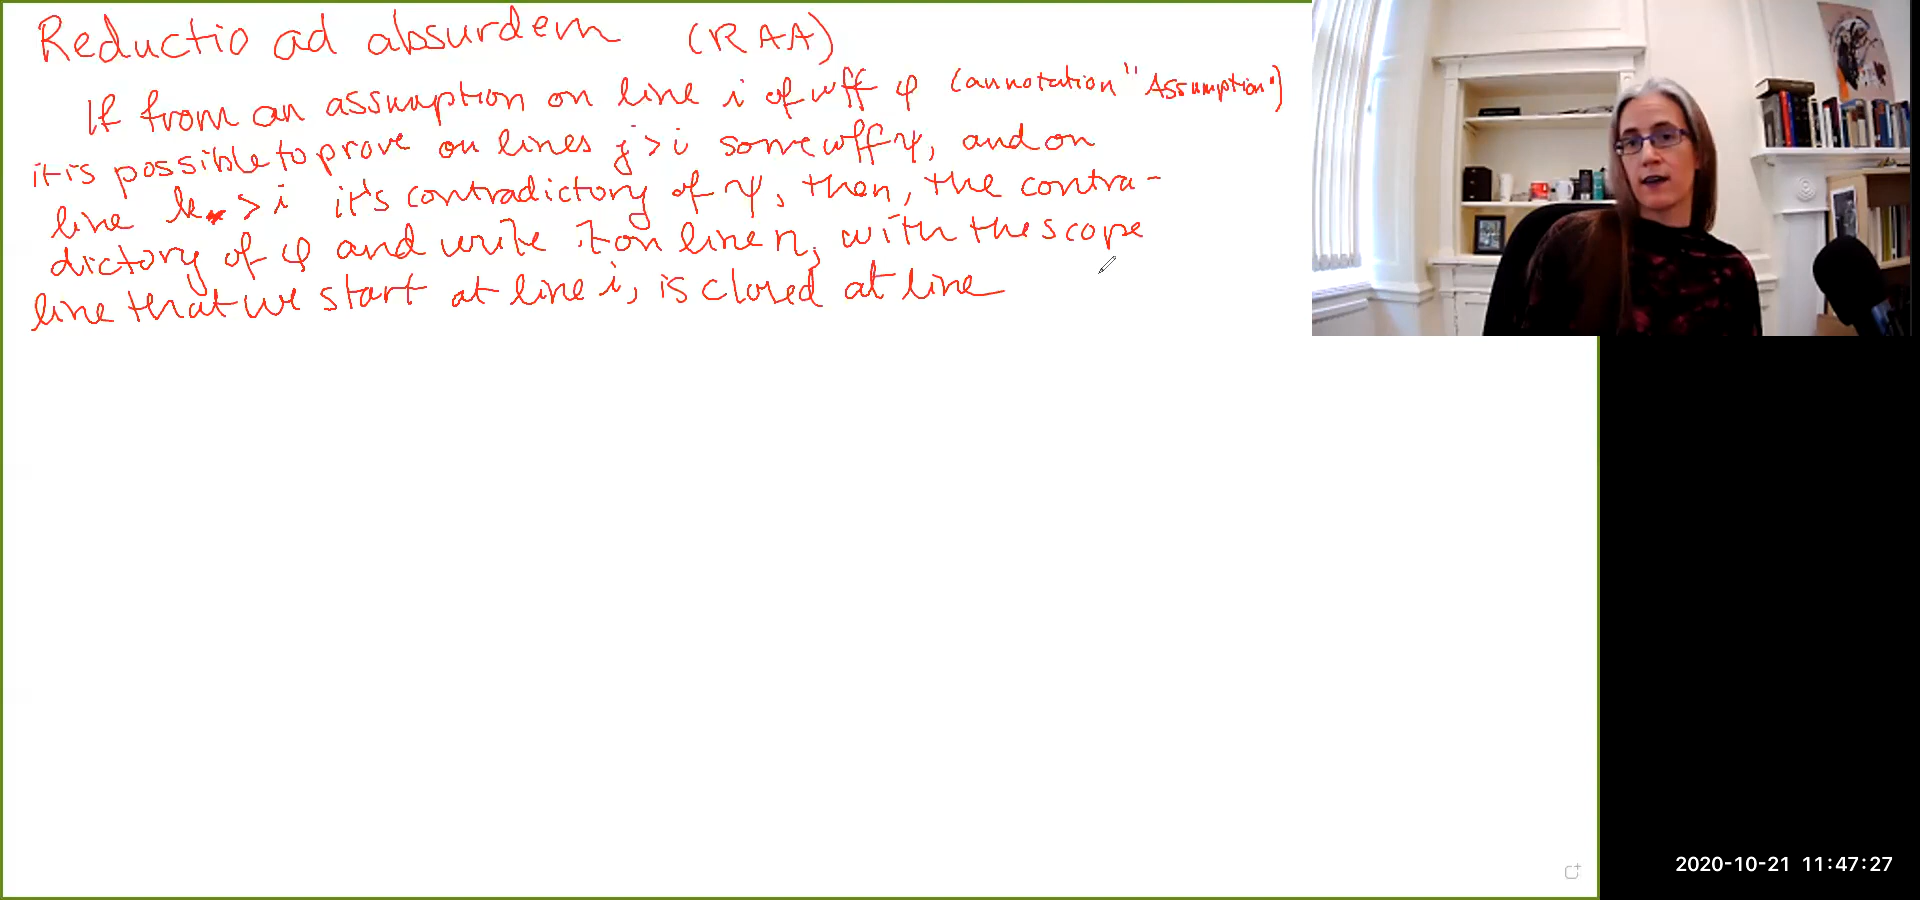 Reductio ad absurdem (RAA)
If from an assumption on line i of wff φ (annotation "Assumption")
it is possible to prove on lines j > i some wff ψ, and on
line k > i it's contradictory of ψ, then, the contra-
dictory of φ and write it on line n, with the scope
line that we start at line i, is closed at line
2020-10-21 11:47:27